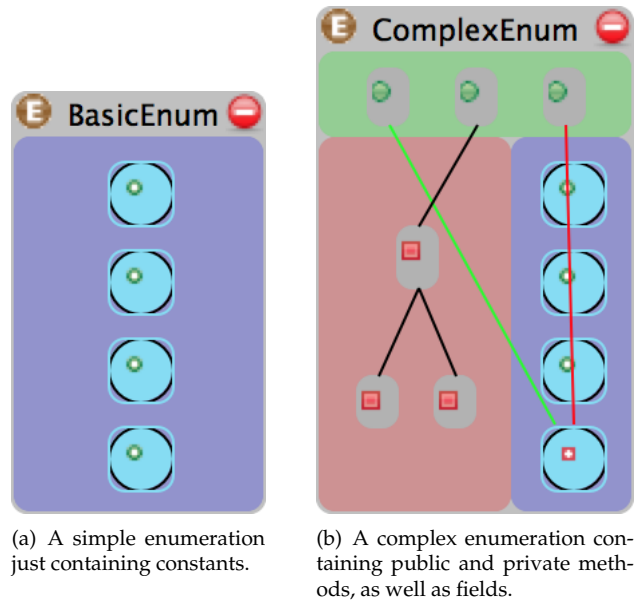 E BasicEnum
E ComplexEnum
(a) A simple enumeration
just containing constants.
(b) A complex enumeration con-
taining public and private meth-
ods, as well as fields.